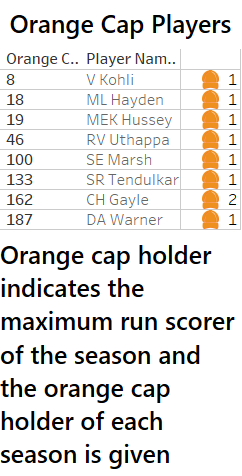 Orange Cap Players
Orange C.. Player Nam..
8 V Kohli 1
18 ML Hayden 1
19 MEK Hussey 1
46 RV Uthappa 1
100 SE Marsh 1
133 SR Tendulkar 1
162 CH Gayle 2
187 DA Warner 1
Orange cap holder
indicates the
maximum run scorer
of the season and
the orange cap
holder of each
season is given